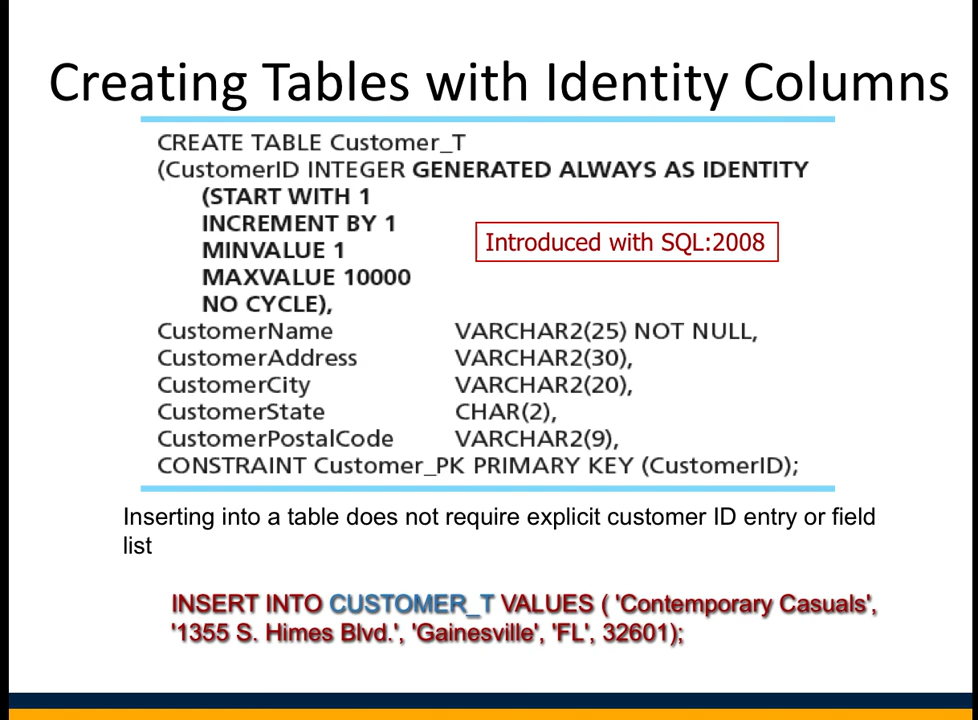 Creating Tables with Identity Columns
CREATE TABLE Customer_T
(CustomerID INTEGER GENERATED ALWAYS AS IDENTITY
(START WITH 1
INCREMENT BY 1
MINVALUE 1
MAXVALUE 10000
NO CYCLE),
Introduced with SQL:2008
CustomerName VARCHAR2(25) NOT NULL,
CustomerAddress VARCHAR2(30),
CustomerCity VARCHAR2(20),
CustomerState CHAR(2),
CustomerPostalCode VARCHAR2(9),
CONSTRAINT Customer_PK PRIMARY KEY (CustomerID);
Inserting into a table does not require explicit customer ID entry or field
list
INSERT INTO CUSTOMER_T VALUES ( 'Contemporary Casuals',
'1355 S. Himes Blvd.', 'Gainesville', 'FL', 32601);